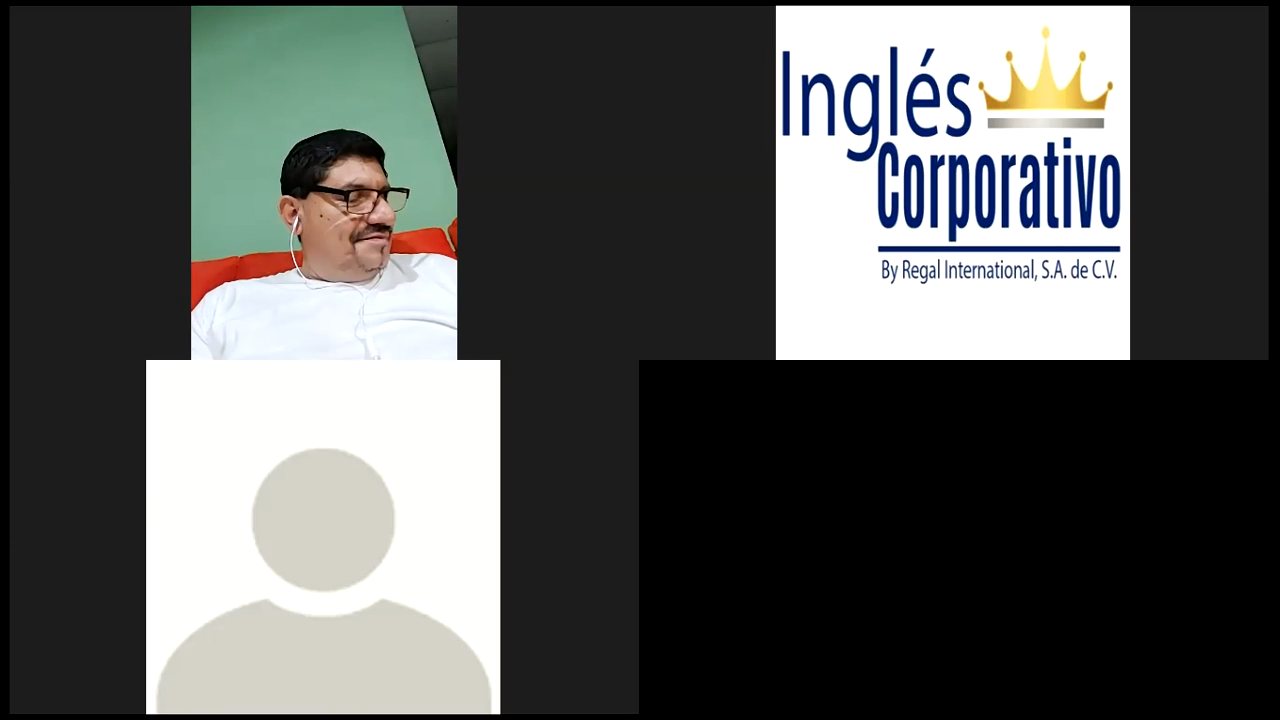 Inglés
Corporativo
By Regal International, S.A. de C.V.